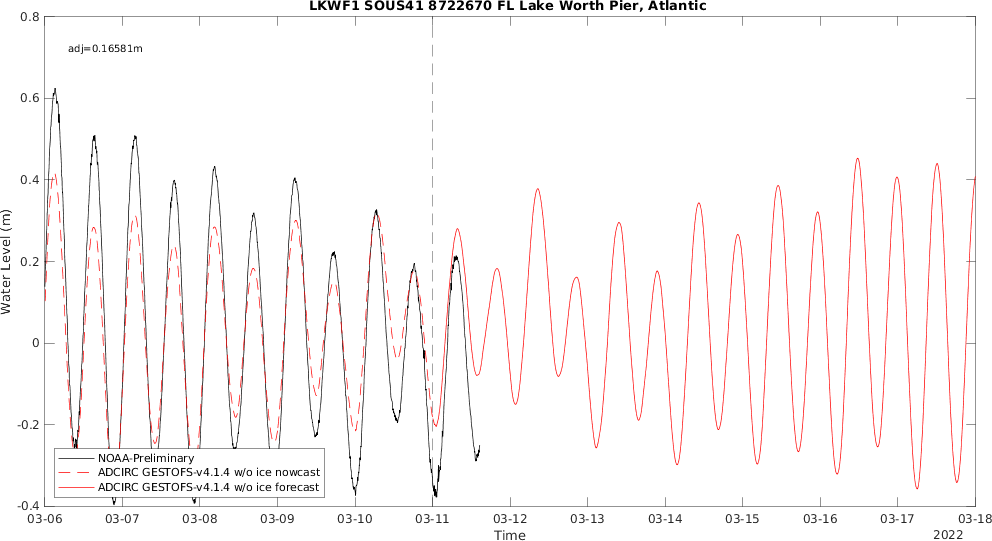 LKWF1 SOUS41 8722670 FL Lake Worth Pier, Atlantic
adj=0.16581m
0.8
0.6
0.4
0.2
0
-0.2
-0.4
Water Level (m)
NOAA-Preliminary
ADCIRC GESTOFS-v4.1.4 w/o ice nowcast
ADCIRC GESTOFS-v4.1.4 w/o ice forecast
03-06 03-07 03-08 03-09 03-10 03-11 03-12 03-13 03-14 03-15 03-16 03-17 03-18
Time
2022